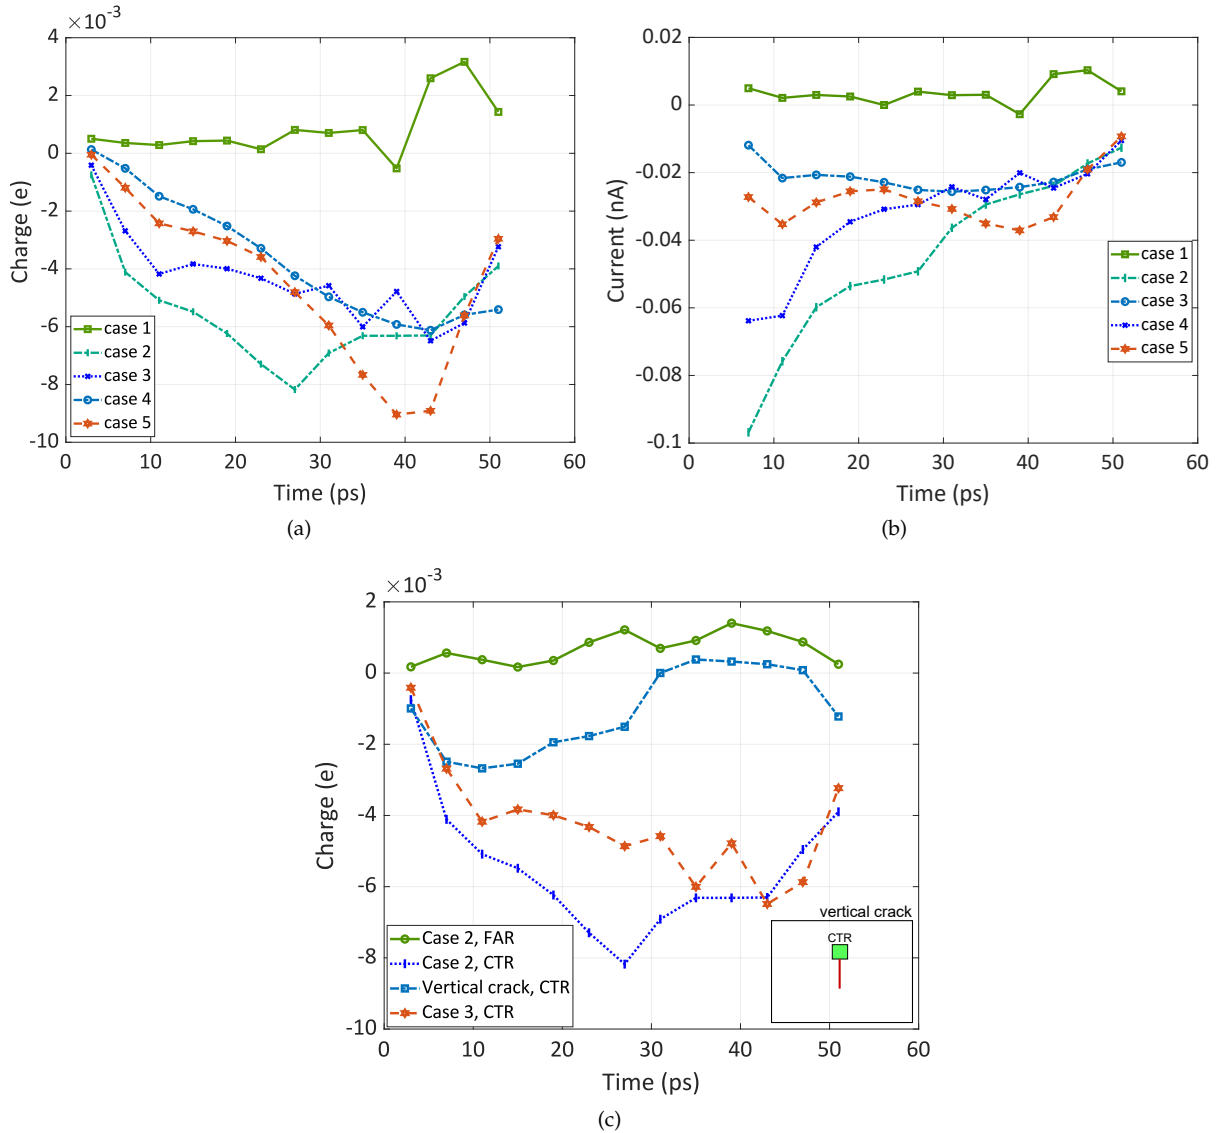 ×10-3
4
2
0
-2
-4
-6
-8
-10
Charge (e)
case 1
case 2
case 3
case 4
case 5
0 10 20 30 40 50 60
Time (ps)
(a)
0.02
0
-0.02
-0.04
-0.06
-0.08
-0.1
Current (nA)
case 1
case 2
case 3
case 4
case 5
0 10 20 30 40 50 60
Time (ps)
(b)
×10-3
2
0
-2
-4
-6
-8
-10
Charge (e)
Case 2, FAR
Case 2, CTR
Vertical crack, CTR
Case 3, CTR
vertical crack
CTR
0 10 20 30 40 50 60
Time (ps)
(c)